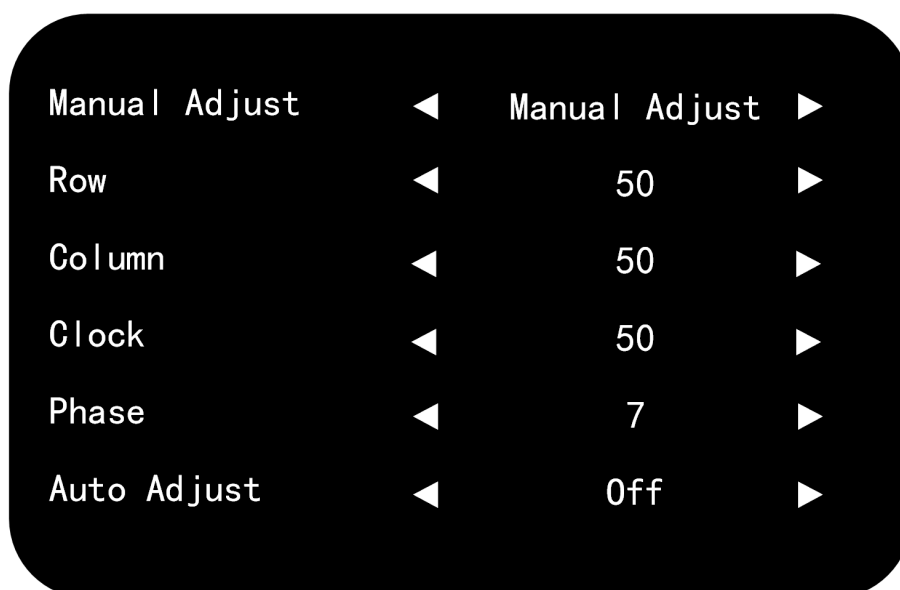 Manual Adjust ◀ Manual Adjust ▶
Row ◀ 50 ▶
Column ◀ 50 ▶
Clock ◀ 50 ▶
Phase ◀ 7 ▶
Auto Adjust ◀ Off ▶